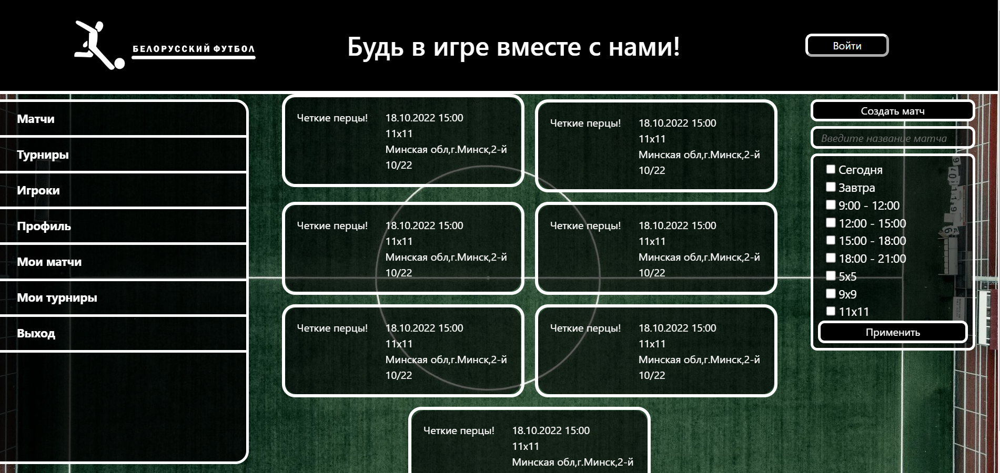 БЕЛОРУССКИЙ ФУТБОЛ
Будь в игре вместе с нами!
Войти
Матчи
Турниры
Игроки
Профиль
Мои матчи
Мои турниры
Выход
Четкие перцы!
18.10.2022 15:00
11x11
Минская обл,г.Минск,2-й
10/22
Четкие перцы!
18.10.2022 15:00
11x11
Минская обл,г.Минск,2-й
10/22
Четкие перцы!
18.10.2022 15:00
11x11
Минская обл,г.Минск,2-й
10/22
Четкие перцы!
18.10.2022 15:00
11x11
Минская обл,г.Минск,2-й
10/22
Четкие перцы!
18.10.2022 15:00
11x11
Минская обл,г.Минск,2-й
10/22
Четкие перцы!
18.10.2022 15:00
11x11
Минская обл,г.Минск,2-й
10/22
Четкие перцы!
18.10.2022 15:00
11x11
Минская обл,г.Минск,2-й
Создать матч
Введите название матча
Сегодня
Завтра
9:00 - 12:00
12:00 - 15:00
15:00 - 18:00
18:00 - 21:00
5x5
9x9
11x11
Применить